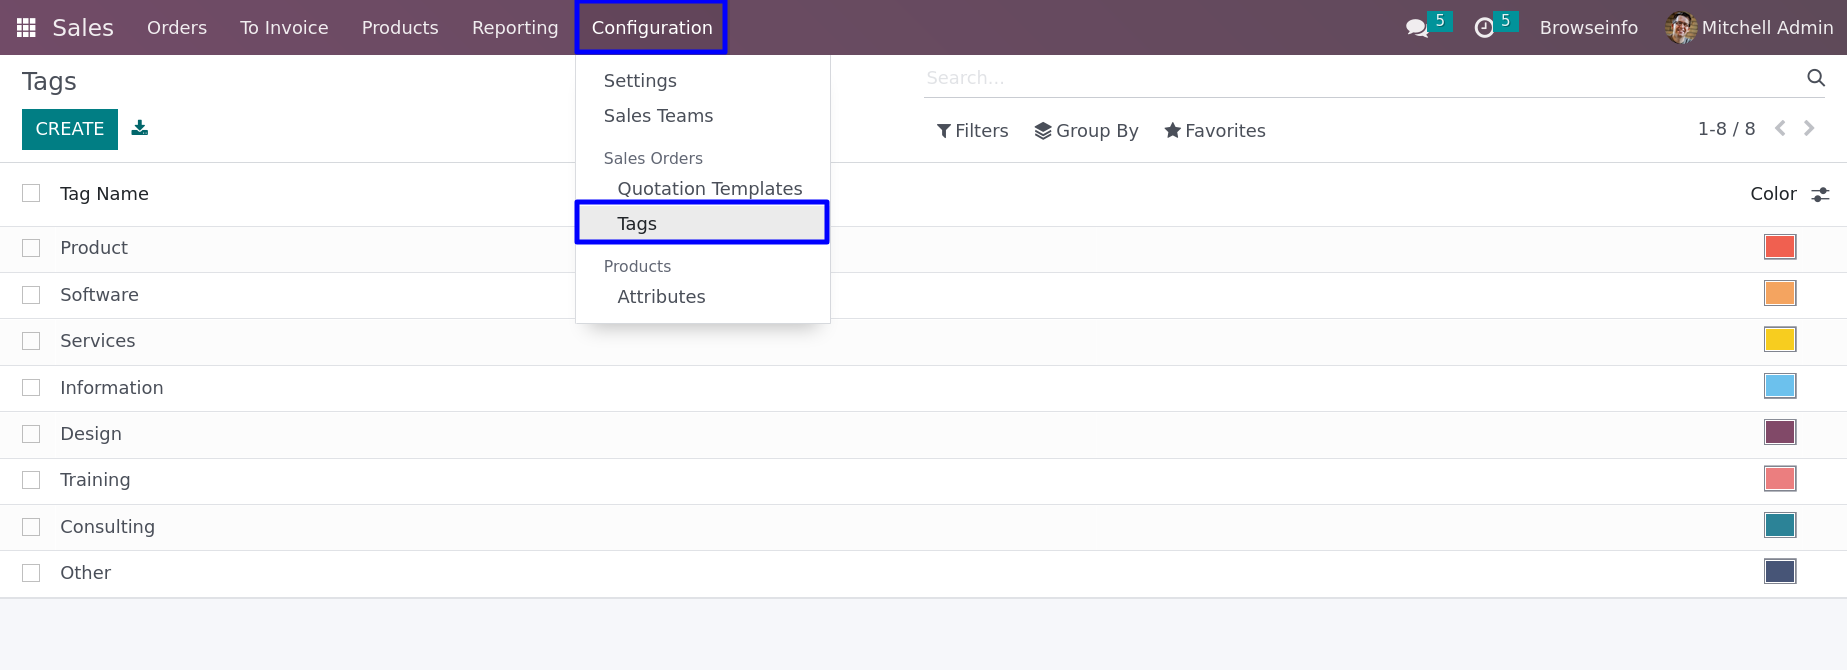 Sales Orders To Invoice Products Reporting Configuration 5 5 Browseinfo Mitchell Admin
Tags
Search...
CREATE
Filters Group By Favorites 1-8 / 8
Settings
Sales Teams
Sales Orders
Quotation Templates
Tags
Products
Attributes
Tag Name Color
Product
Software
Services
Information
Design
Training
Consulting
Other